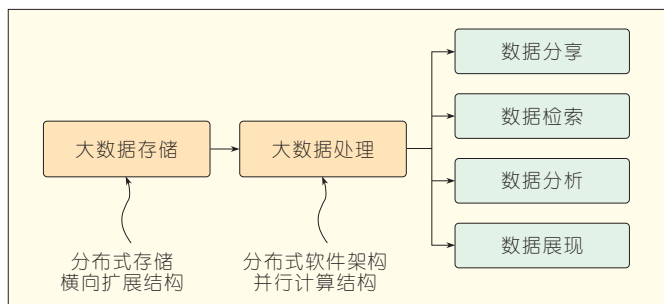 数据分享
数据检索
大数据存储
大数据处理
数据分析
数据展现
分布式存储
横向扩展结构
分布式软件架构
并行计算结构